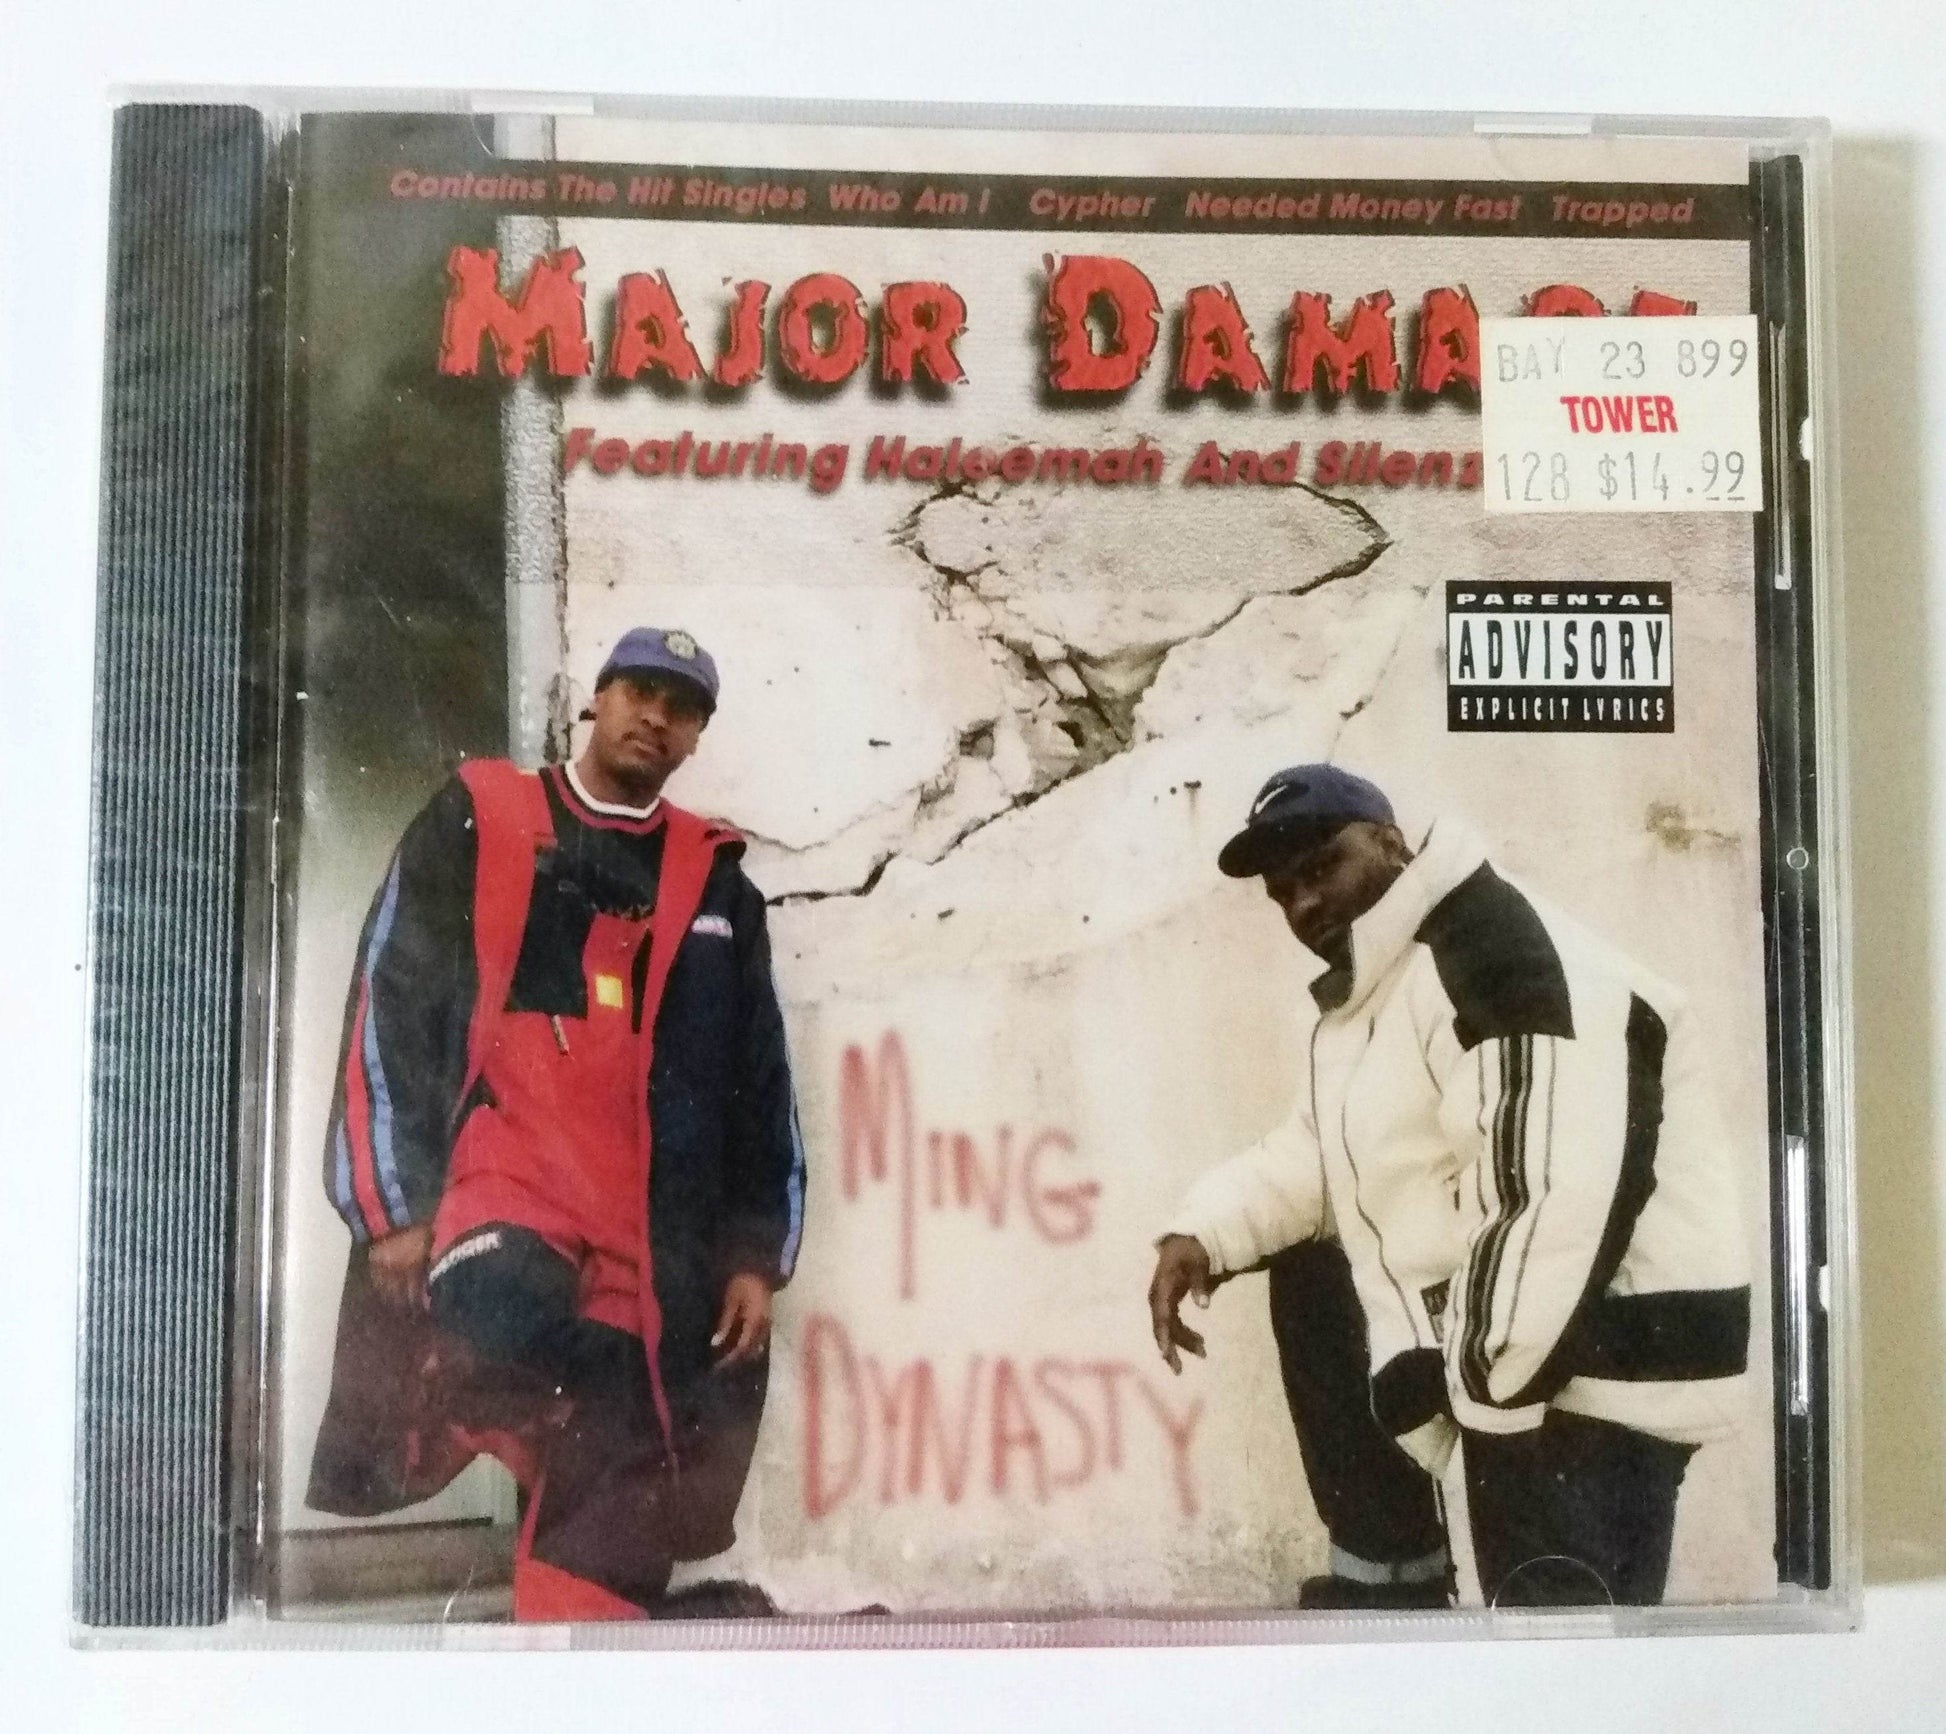 Contains The Hit Singles Who Am I Cypher Needed Money Fast Trapped
MAJOR DAMAGE
Featuring Haleemah And Silenz
BAY 23 899
TOWER
128 $14.99
PARENTAL
ADVISORY
EXPLICIT LYRICS
MING
DYNASTY